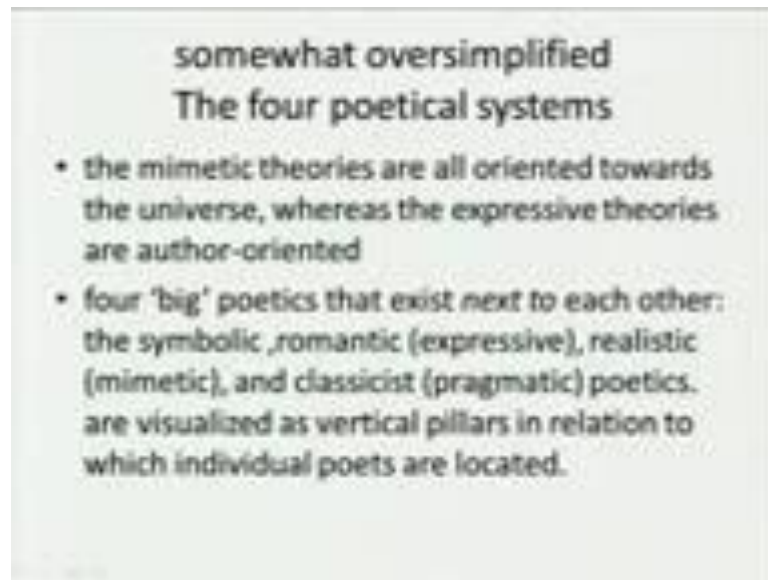 somewhat oversimplified
The four poetical systems
• the mimetic theories are all oriented towards
the universe, whereas the expressive theories
are author-oriented
• four ‘big’ poetics that exist next to each other:
the symbolic ,romantic (expressive), realistic
(mimetic), and classicist (pragmatic) poetics.
are visualized as vertical pillars in relation to
which individual poets are located.